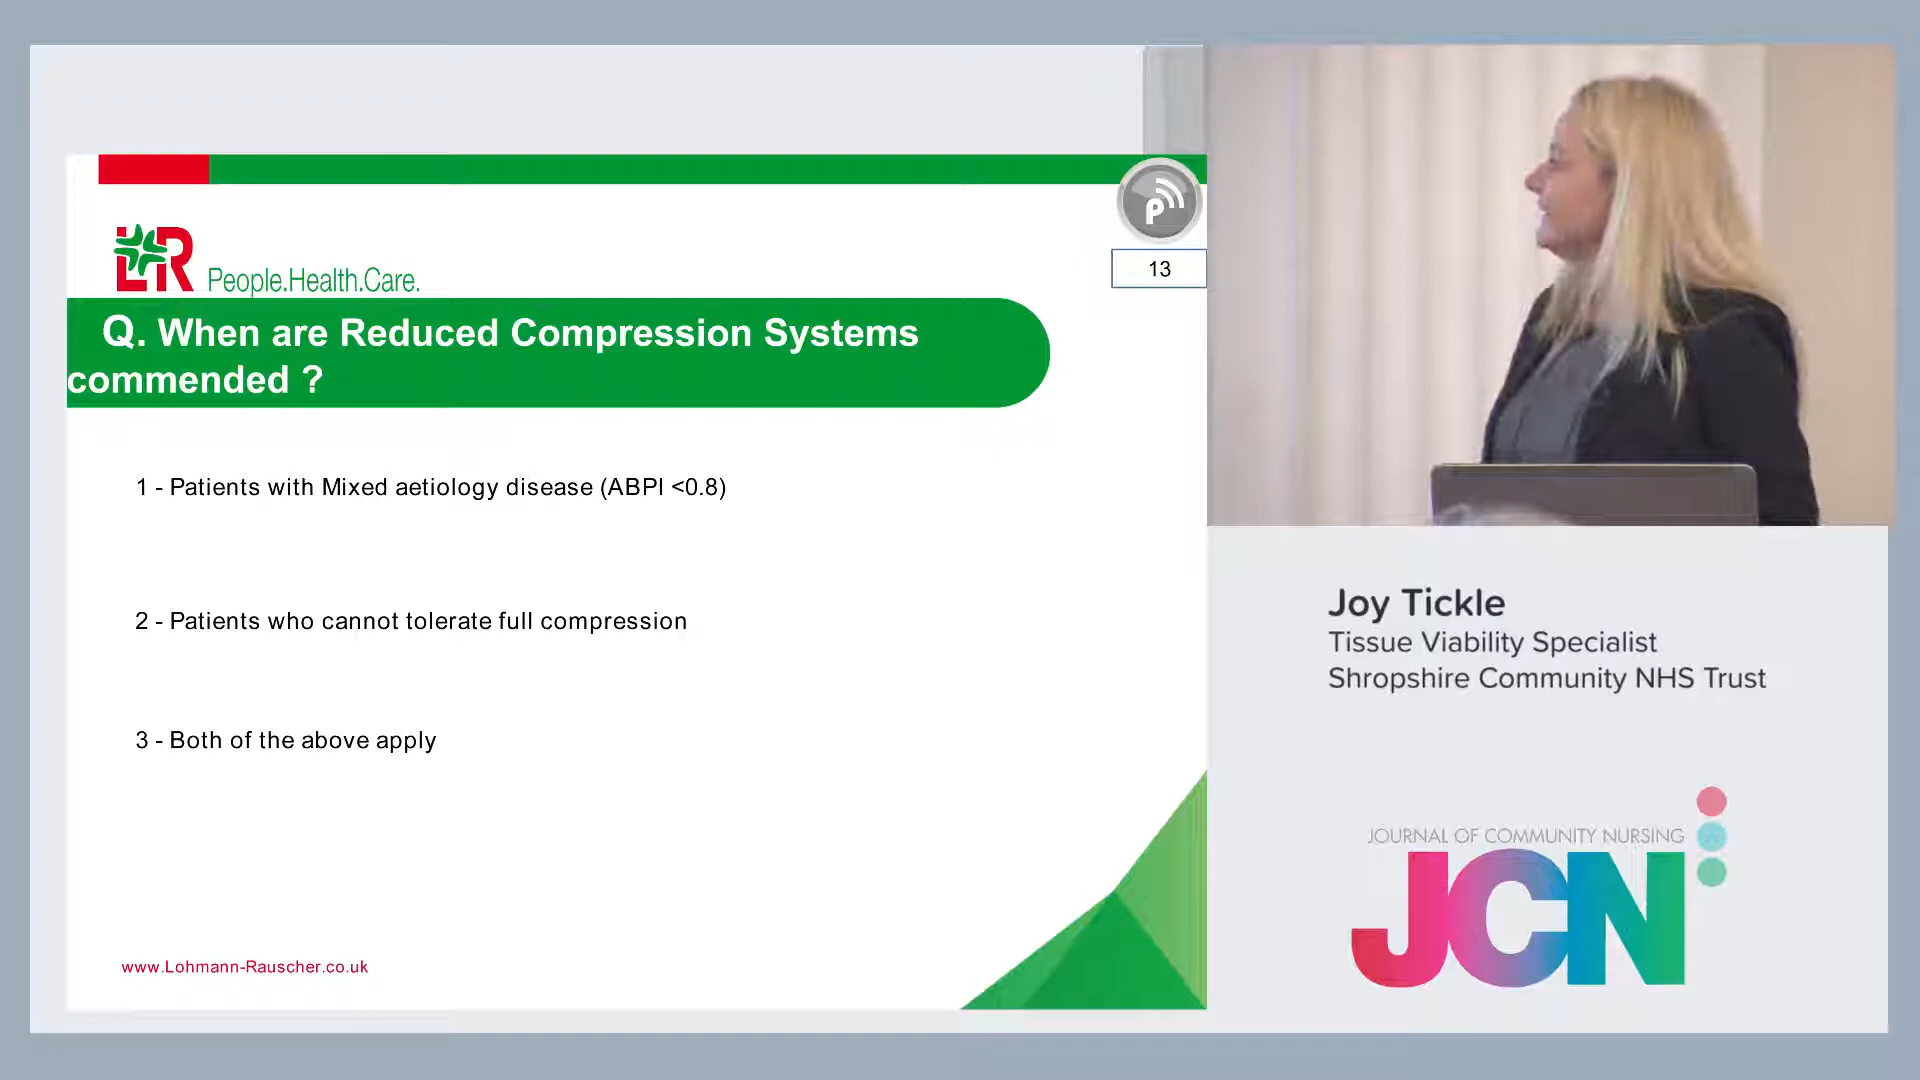 L&R People.Health.Care.
13
Q. When are Reduced Compression Systems
commended ?
1 - Patients with Mixed aetiology disease (ABPI <0.8)
2 - Patients who cannot tolerate full compression
3 - Both of the above apply
www.Lohmann-Rauscher.co.uk
Joy Tickle
Tissue Viability Specialist
Shropshire Community NHS Trust
JOURNAL OF COMMUNITY NURSING
JCN